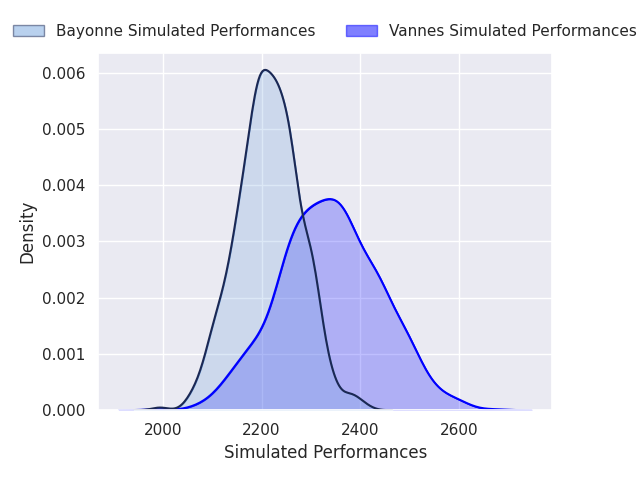 Bayonne Simulated Performances
Vannes Simulated Performances
0.006
0.005
0.004
0.003
0.002
0.001
0.000
Density
2000
2200
2400
2600
Simulated Performances